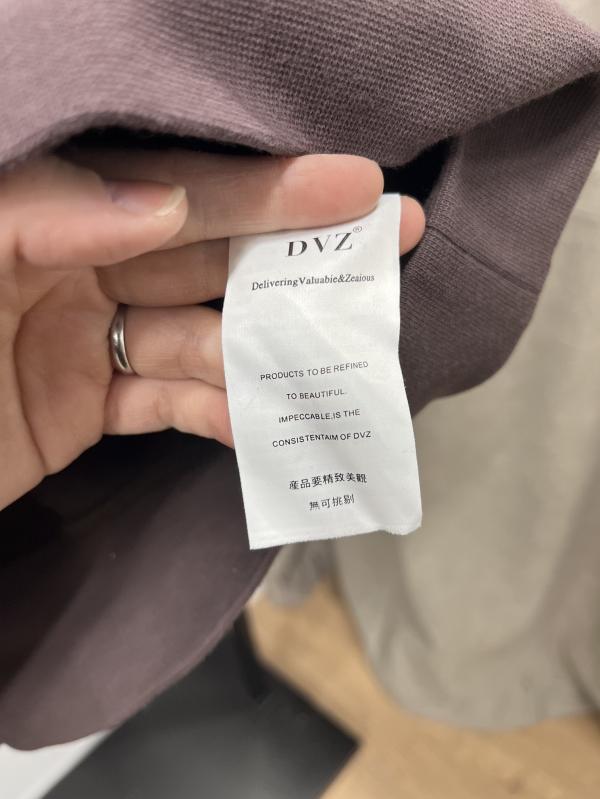 DVZ®
DeliveringValuabie&Zeaious
PRODUCTS TO BE REFINED
TO BEAUTIFUL.
IMPECCABLE.IS THE
CONSISTENTAIM OF DVZ
産品要精致美觀
無可挑剔